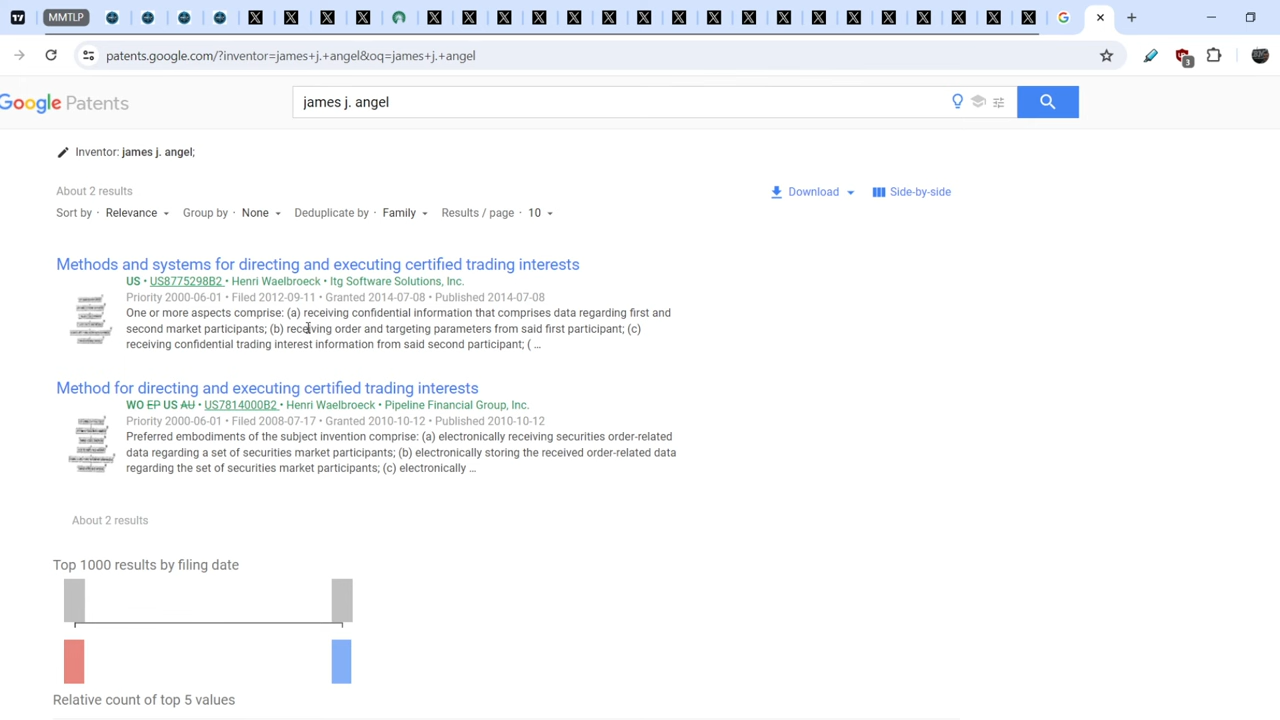 MMTLP
patents.google.com/?inventor=james+j.+angel&oq=james+j.+angel
3
Google Patents
james j. angel
Inventor: james j. angel;
About 2 results
Download
Side-by-side
Sort by · Relevance Group by · None Deduplicate by · Family Results / page · 10
Methods and systems for directing and executing certified trading interests
US • US8775298B2 • Henri Waelbroeck • Itg Software Solutions, Inc.
Priority 2000-06-01 • Filed 2012-09-11 • Granted 2014-07-08 • Published 2014-07-08
One or more aspects comprise: (a) receiving confidential information that comprises data regarding first and
second market participants; (b) receiving order and targeting parameters from said first participant; (c)
receiving confidential trading interest information from said second participant; ( …
Method for directing and executing certified trading interests
WO EP US AU • US7814000B2 • Henri Waelbroeck • Pipeline Financial Group, Inc.
Priority 2000-06-01 • Filed 2008-07-17 • Granted 2010-10-12 • Published 2010-10-12
Preferred embodiments of the subject invention comprise: (a) electronically receiving securities order-related
data regarding a set of securities market participants; (b) electronically storing the received order-related data
regarding the set of securities market participants; (c) electronically …
About 2 results
Top 1000 results by filing date
Relative count of top 5 values